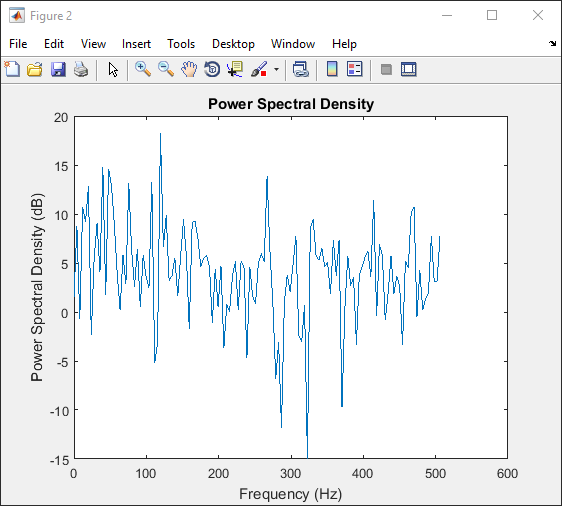 Figure 2
File Edit View Insert Tools Desktop Window Help
Power Spectral Density
20
15
10
5
0
-5
-10
-15
Power Spectral Density (dB)
0 100 200 300 400 500 600
Frequency (Hz)